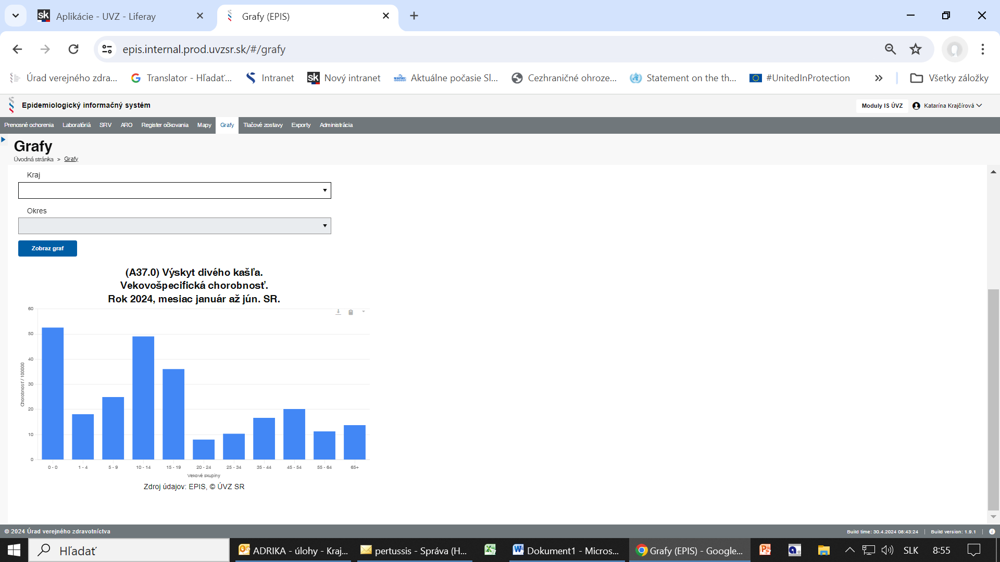 Aplikácie - UVZ - Liferay
Grafy (EPIS)
epis.internal.prod.uvzsr.sk/#/grafy
Úrad verejného zdra...
Translator - Hľadať...
Intranet
Nový intranet
Aktuálne počasie Sl...
Cezhraničné ohroze...
Statement on the th...
#UnitedInProtection
Všetky záložky
Epidemiologický informačný systém
Moduly IS ÚVZ
Katarína Krajčírová
Prenosné ochorenia
Laboratóriá
SRV
ARO
Register očkovania
Mapy
Grafy
Tlačové zostavy
Exporty
Administrácia
Grafy
Úvodná stránka > Grafy
Kraj
Okres
Zobraz graf
(A37.0) Výskyt divého kašľa.
Vekovošpecifická chorobnosť.
Rok 2024, mesiac január až jún. SR.
60
50
40
30
20
10
0
Chorobnosť / 100000
0 - 0
1 - 4
5 - 9
10 - 14
15 - 19
20 - 24
25 - 34
35 - 44
45 - 54
55 - 64
65+
Vekové skupiny
Zdroj údajov: EPIS, © ÚVZ SR
© 2024 Úrad verejného zdravotníctva
Build time: 30.4.2024 08:43:24 | Build version: 1.9.1 |
Hľadať
ADRIKA - úlohy - Kraj...
pertussis - Správa (H...
Dokument1 - Micros...
Grafy (EPIS) - Google...
SLK
8:55